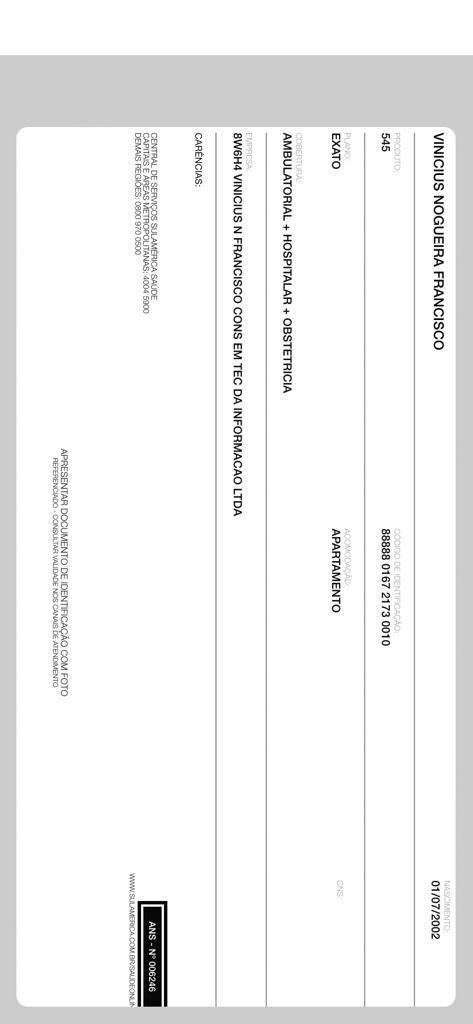 VINICIUS NOGUEIRA FRANCISCO
NASCIMENTO:
01/07/2002
PRODUTO:
545
CÓDIGO DE IDENTIFICAÇÃO:
88888 0167 2173 0010
PLANO:
EXATO
ACOMODAÇÃO:
APARTAMENTO
CNS:
COBERTURA:
AMBULATORIAL + HOSPITALAR + OBSTETRICIA
EMPRESA:
8W6H4 VINICIUS N FRANCISCO CONS EM TEC DA INFORMACAO LTDA
CARÊNCIAS:
CENTRAL DE SERVIÇOS SULAMÉRICA SAÚDE
CAPITAIS E ÁREAS METROPOLITANAS: 4004 5900
DEMAIS REGIÕES: 0800 970 0500
ANS - Nº 006246
WWW.SULAMERICA.COM.BR/SAUDEONLIN
APRESENTAR DOCUMENTO DE IDENTIFICAÇÃO COM FOTO
REFERENCIADO - CONSULTAR VALIDADE NOS CANAIS DE ATENDIMENTO